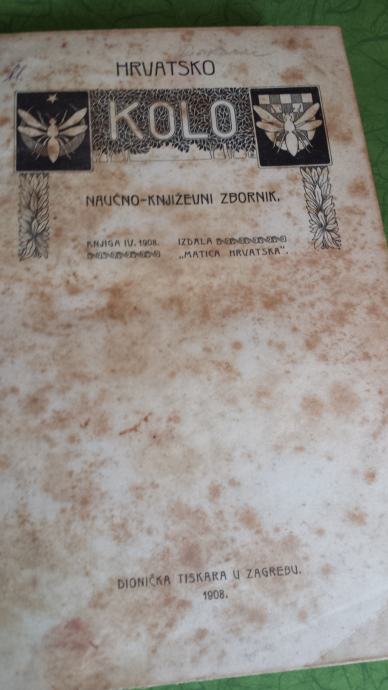 HRVATSKO
KOLO
NAUČNO-KNJIŽEVNI ZBORNIK.
KNJIGA IV. 1908. IZDALA
„MATICA HRVATSKA“.
DIONIČKA TISKARA U ZAGREBU.
1908.